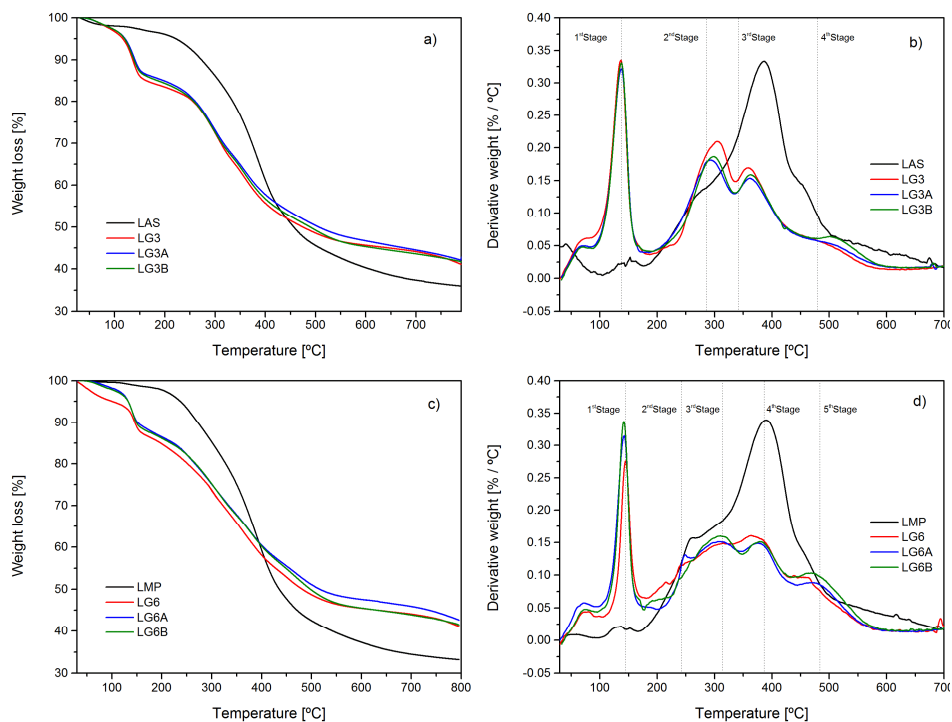 a)
100
90
80
70
60
50
40
30
100
200
300
400
500
600
700
Weight loss [%]
Temperature [ºC]
LAS
LG3
LG3A
LG3B
b)
1stStage
2ndStage
3rdStage
4thStage
0.40
0.35
0.30
0.25
0.20
0.15
0.10
0.05
0.00
-0.05
100
200
300
400
500
600
700
Derivative weight [% / ºC]
Temperature [ºC]
LAS
LG3
LG3A
LG3B
c)
100
90
80
70
60
50
40
30
100
200
300
400
500
600
700
800
Weight loss [%]
Temperature [ºC]
LMP
LG6
LG6A
LG6B
d)
1stStage
2ndStage
3rdStage
4thStage
5thStage
0.40
0.35
0.30
0.25
0.20
0.15
0.10
0.05
0.00
-0.05
100
200
300
400
500
600
700
Derivative weight [% / ºC]
Temperature [ºC]
LMP
LG6
LG6A
LG6B